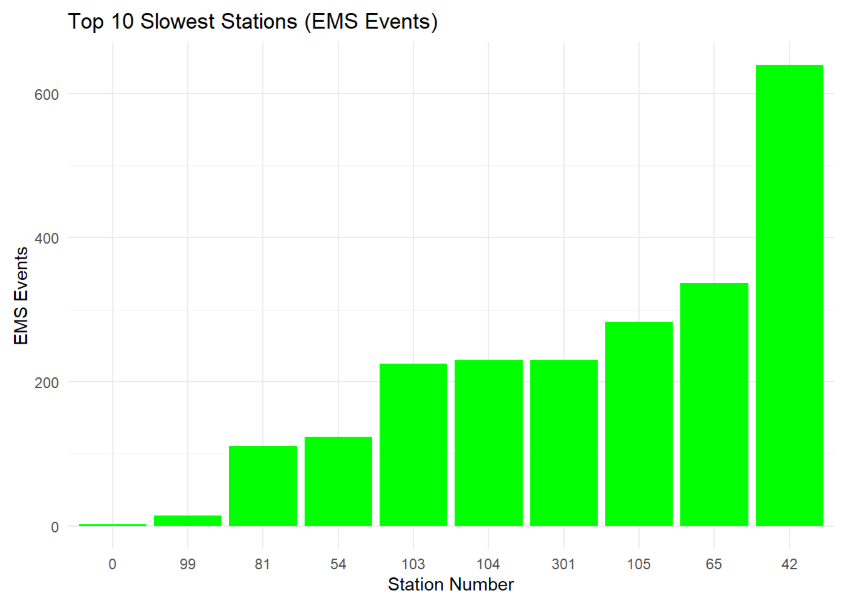 Top 10 Slowest Stations (EMS Events)
600
400
200
0
EMS Events
0 99 81 54 103 104 301 105 65 42
Station Number